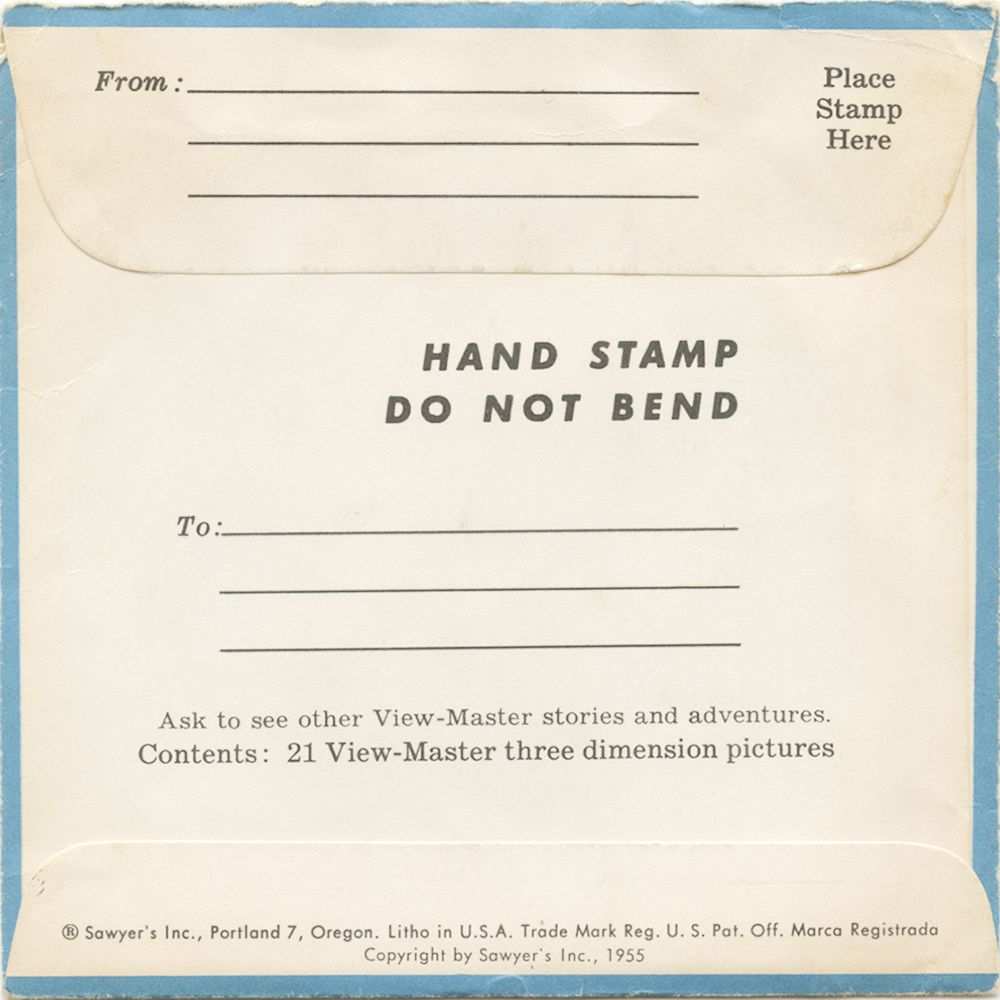 From :
Place
Stamp
Here
HAND STAMP
DO NOT BEND
To:
Ask to see other View-Master stories and adventures.
Contents: 21 View-Master three dimension pictures
® Sawyer's Inc., Portland 7, Oregon. Litho in U.S.A. Trade Mark Reg. U. S. Pat. Off. Marca Registrada
Copyright by Sawyer's Inc., 1955